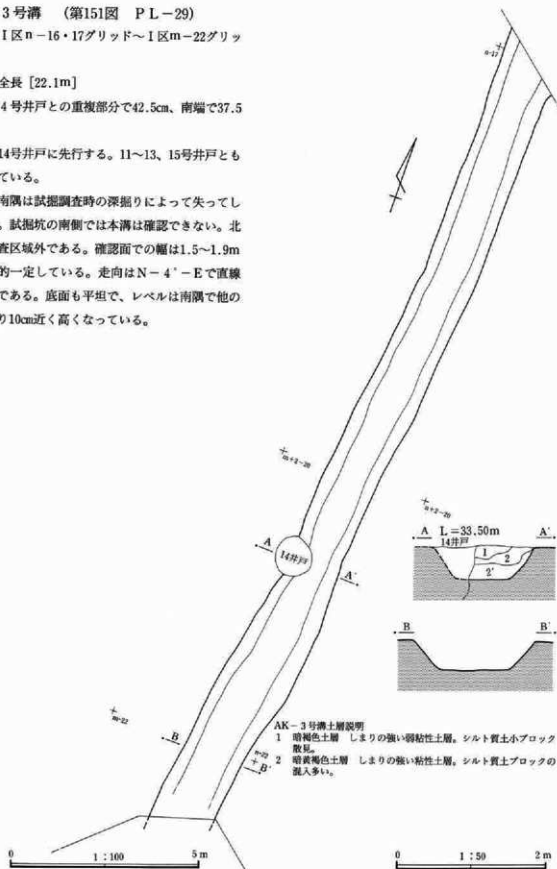 3号溝 (第151図 PL-29)
I区n-16・17グリッド〜I区m-22グリッ
全長 [22.1m]
4号井戸との重複部分で42.5cm、南端で37.5
14号井戸に先行する。11〜13、15号井戸とも
ている。
南隅は試掘調査時の深掘りによって失ってし
。試掘坑の南側では本溝は確認できない。北
査区域外である。確認面での幅は1.5〜1.9m
的一定している。走向はN-4°-Eで直線
である。底面も平坦で、レベルは南隅で他の
り10cm近く高くなっている。
n-17
m+2-20
n+2-20
A
14井戸
A'
A L=33.50m A'
14井戸
1
2
2'
B B'
m-22
B
n-22
B'
AK-3号溝土層説明
1 暗褐色土層 しまりの強い弱粘性土層。シルト質土小ブロック
散見。
2 暗黄褐色土層 しまりの強い粘性土層。シルト質土ブロックの
混入多い。
0 1:100 5m
0 1:50 2m